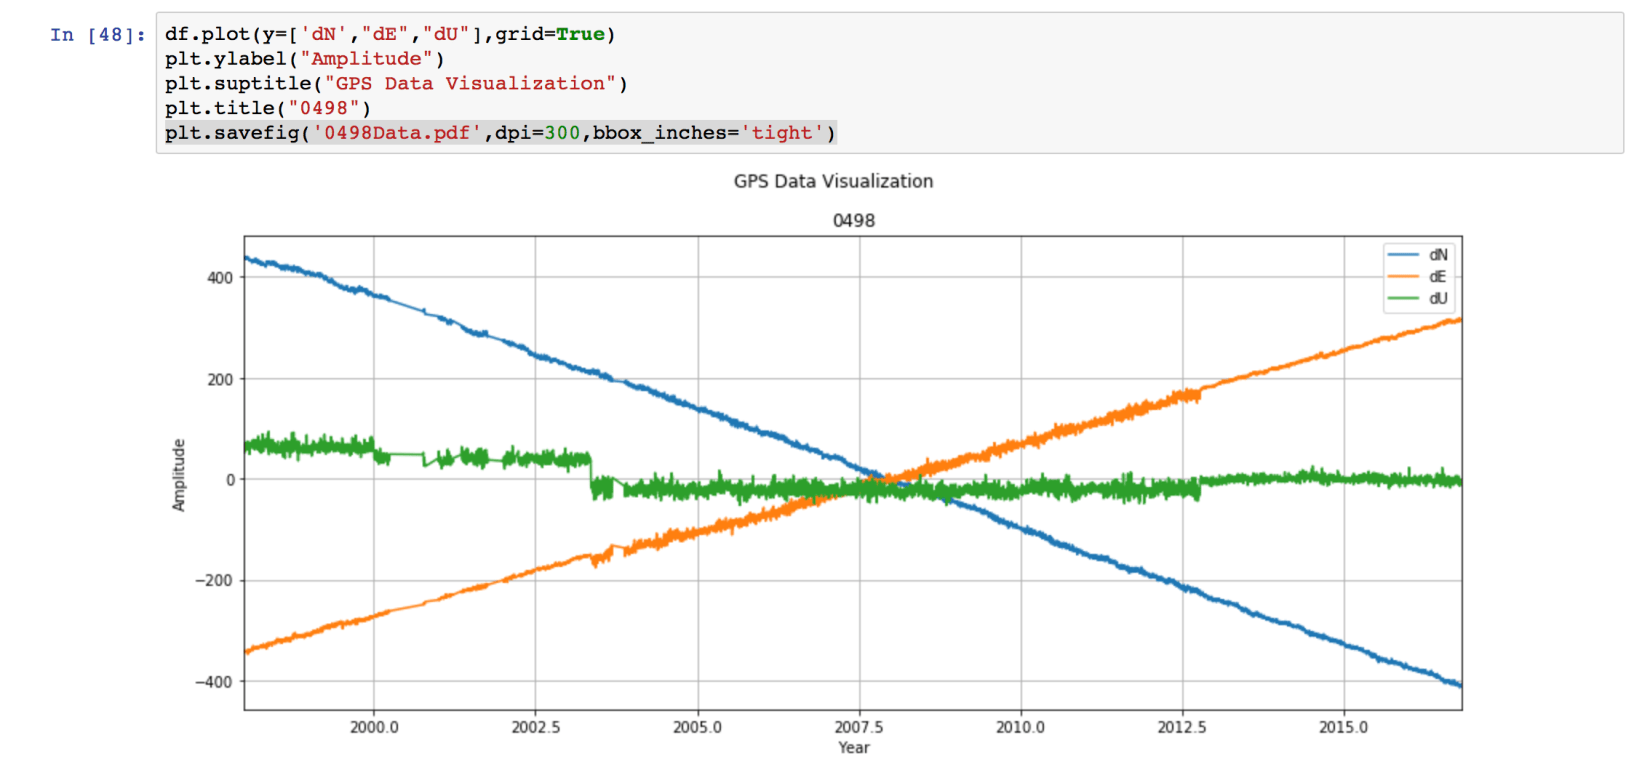 In [48]: df.plot(y=['dN',"dE","dU"],grid=True)
plt.ylabel("Amplitude")
plt.suptitle("GPS Data Visualization")
plt.title("0498")
plt.savefig('0498Data.pdf',dpi=300,bbox_inches='tight')
GPS Data Visualization
0498
dN
dE
dU
400
200
0
−200
−400
Amplitude
2000.0 2002.5 2005.0 2007.5 2010.0 2012.5 2015.0
Year